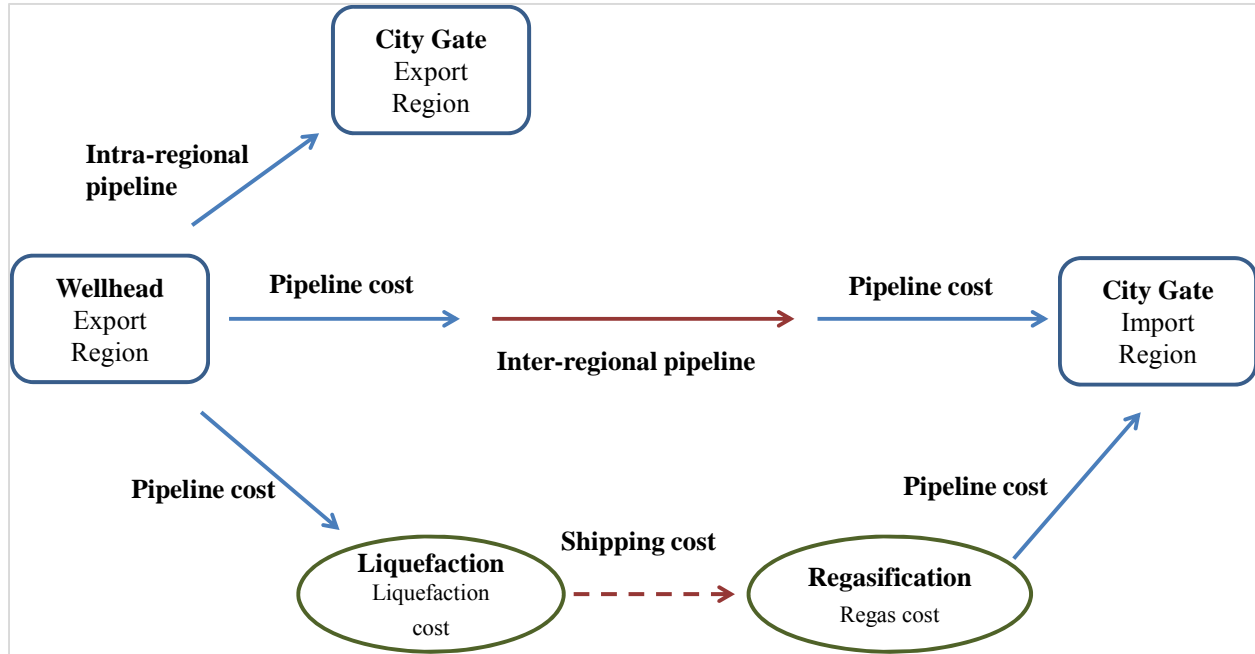 City Gate
Export
Region
Intra-regional
pipeline
Wellhead
Export
Region
Pipeline cost
Inter-regional pipeline
Pipeline cost
City Gate
Import
Region
Pipeline cost
Liquefaction
Liquefaction
cost
Shipping cost
Regasification
Regas cost
Pipeline cost